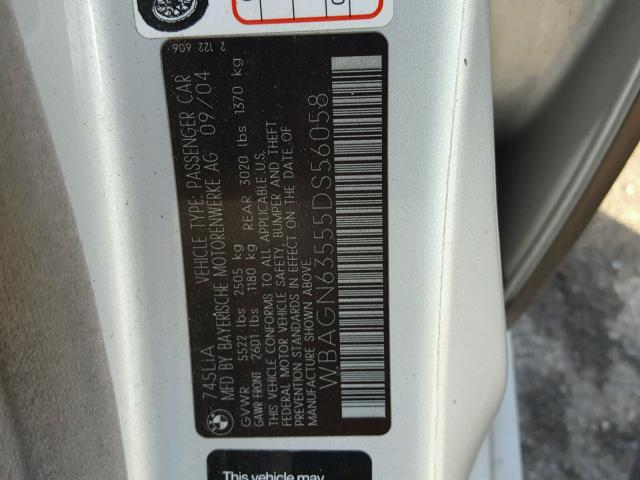 745LiA VEHICLE TYPE: PASSENGER CAR
MFD BY BAYERISCHE MOTORENWERKE AG 09/04
GVWR 5522 lbs 2505 kg
GAWR-FRONT 2601 lbs 1180 kg REAR 3020 lbs 1370 kg
THIS VEHICLE CONFORMS TO ALL APPLICABLE U.S.
FEDERAL MOTOR VEHICLE SAFETY, BUMPER AND THEFT
PREVENTION STANDARDS IN EFFECT ON THE DATE OF
MANUFACTURE SHOWN ABOVE.
WBAGN63555DS56058
2 122 606
This vehicle may